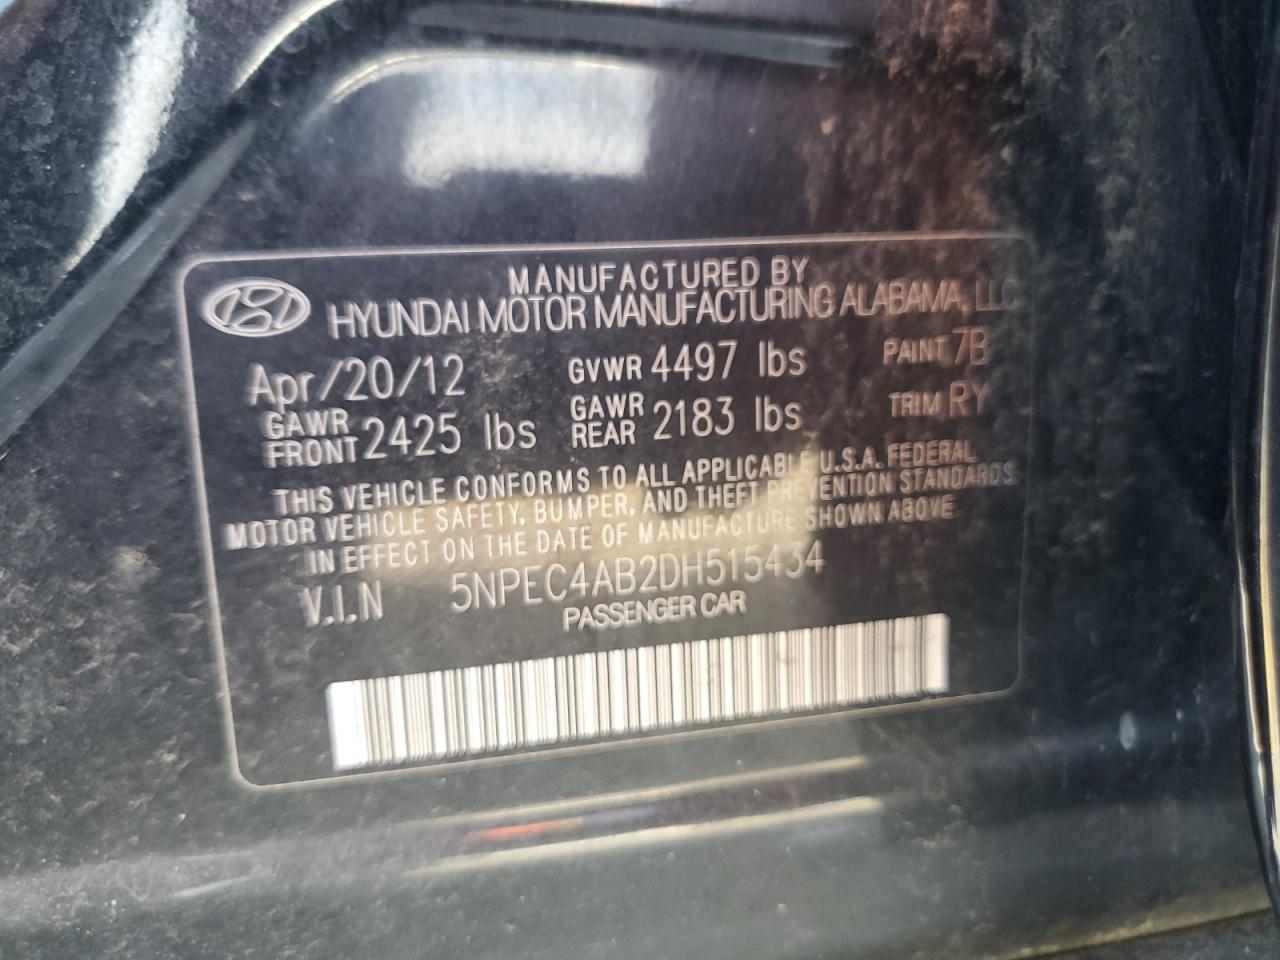 MANUFACTURED BY
HYUNDAI MOTOR MANUFACTURING ALABAMA, LLC
Apr/20/12 GVWR 4497 lbs PAINT 7B
GAWR FRONT 2425 lbs GAWR REAR 2183 lbs TRIM RY
THIS VEHICLE CONFORMS TO ALL APPLICABLE U.S.A. FEDERAL
MOTOR VEHICLE SAFETY, BUMPER, AND THEFT PREVENTION STANDARDS
IN EFFECT ON THE DATE OF MANUFACTURE SHOWN ABOVE
V.I.N 5NPEC4AB2DH515434
PASSENGER CAR